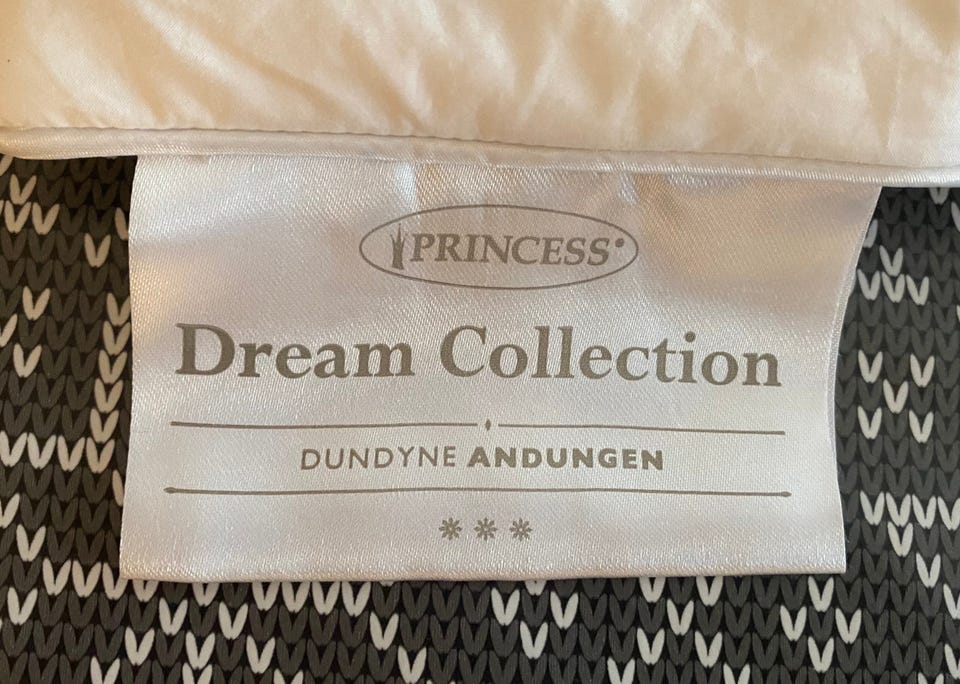 PRINCESS
Dream Collection
DUNDYNE ANDUNGEN